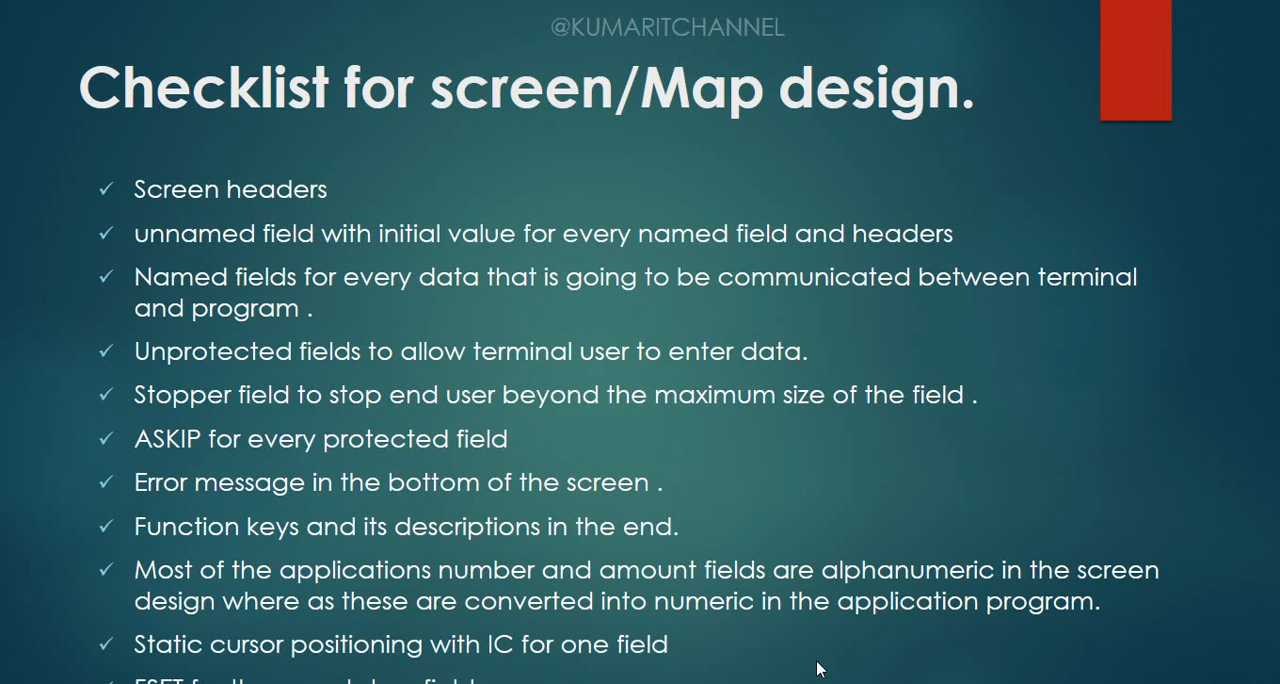 @KUMARITCHANNEL
Checklist for screen/Map design.
✓ Screen headers
✓ unnamed field with initial value for every named field and headers
✓ Named fields for every data that is going to be communicated between terminal
and program .
✓ Unprotected fields to allow terminal user to enter data.
✓ Stopper field to stop end user beyond the maximum size of the field .
✓ ASKIP for every protected field
✓ Error message in the bottom of the screen .
✓ Function keys and its descriptions in the end.
✓ Most of the applications number and amount fields are alphanumeric in the screen
design where as these are converted into numeric in the application program.
✓ Static cursor positioning with IC for one field